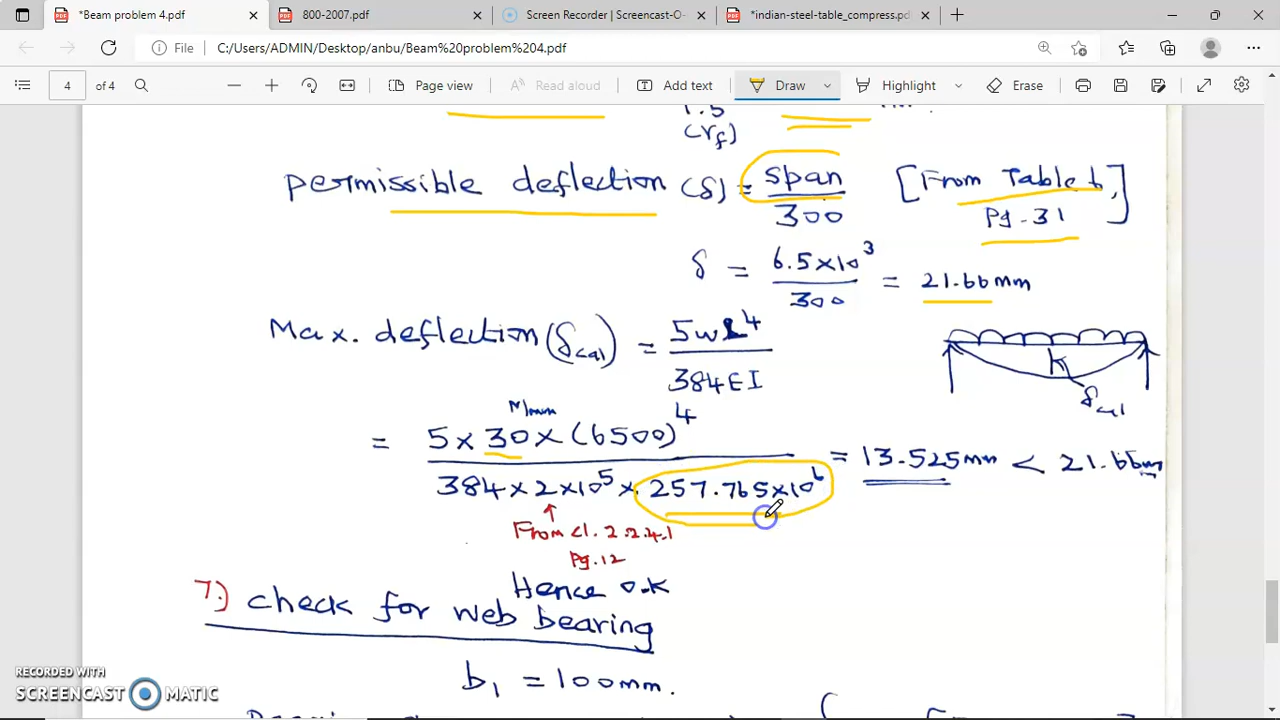 *Beam problem 4.pdf
800-2007.pdf
Screen Recorder | Screencast-O-
*indian-steel-table_compress.pd
File C:/Users/ADMIN/Desktop/anbu/Beam%20problem%204.pdf
4 of 4
Page view
Read aloud
Add text
Draw
Highlight
Erase
1.5
(rf)
permissible deflection (δ) = span/300 [From Table 6, Pg-31]
δ = 6.5×10³/300 = 21.66mm
Max. deflection (δcal) = 5wL⁴/384EI
δcal
N/mm
= 5×30×(6500)⁴/384×2×10⁵×257.765×10⁶ = 13.525mm < 21.66mm
↑
From cl. 2.2.4.1
Pg.12
Hence O.K
7.) check for web bearing
b₁ = 100mm.
RECORDED WITH
SCREENCAST MATIC